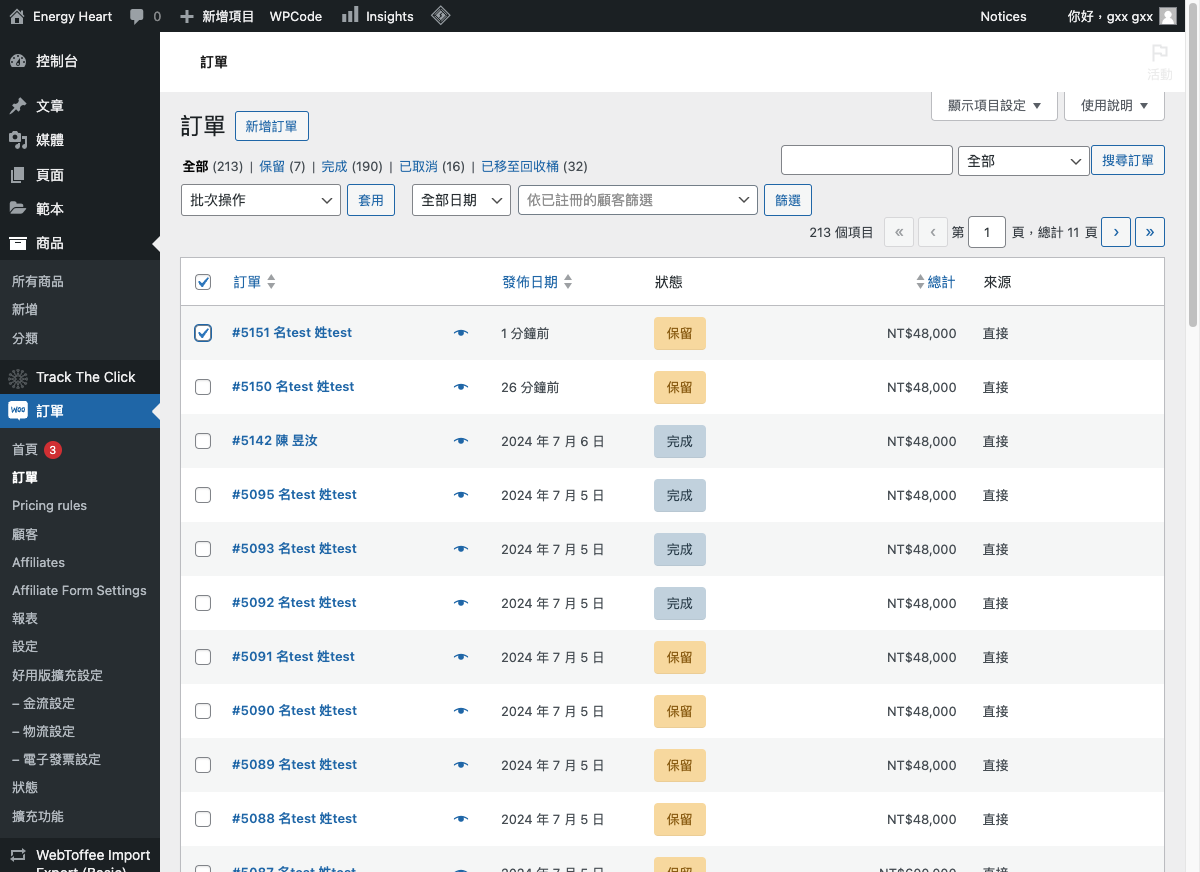 Energy Heart 0 新增項目 WPCode Insights Notices 你好，gxx gxx
控制台
文章
媒體
頁面
範本
商品
所有商品
新增
分類
Track The Click
訂單
首頁 3
訂單
Pricing rules
顧客
Affiliates
Affiliate Form Settings
報表
設定
好用版擴充設定
– 金流設定
– 物流設定
– 電子發票設定
狀態
擴充功能
WebToffee Import
Export (Basic)
訂單
活動
顯示項目設定 ▼ 使用說明 ▼
訂單 新增訂單
全部 (213) | 保留 (7) | 完成 (190) | 已取消 (16) | 已移至回收桶 (32)
全部 搜尋訂單
批次操作 套用 全部日期 依已註冊的顧客篩選 篩選
213 個項目 « ‹ 第 1 頁，總計 11 頁 › »
訂單 發佈日期 狀態 總計 來源
#5151 名test 姓test 1 分鐘前 保留 NT$48,000 直接
#5150 名test 姓test 26 分鐘前 保留 NT$48,000 直接
#5142 陳 昱汝 2024 年 7 月 6 日 完成 NT$48,000 直接
#5095 名test 姓test 2024 年 7 月 5 日 完成 NT$48,000 直接
#5093 名test 姓test 2024 年 7 月 5 日 完成 NT$48,000 直接
#5092 名test 姓test 2024 年 7 月 5 日 完成 NT$48,000 直接
#5091 名test 姓test 2024 年 7 月 5 日 保留 NT$48,000 直接
#5090 名test 姓test 2024 年 7 月 5 日 保留 NT$48,000 直接
#5089 名test 姓test 2024 年 7 月 5 日 保留 NT$48,000 直接
#5088 名test 姓test 2024 年 7 月 5 日 保留 NT$48,000 直接
#5087 名test 姓test 2024 年 7 月 5 日 保留 直接